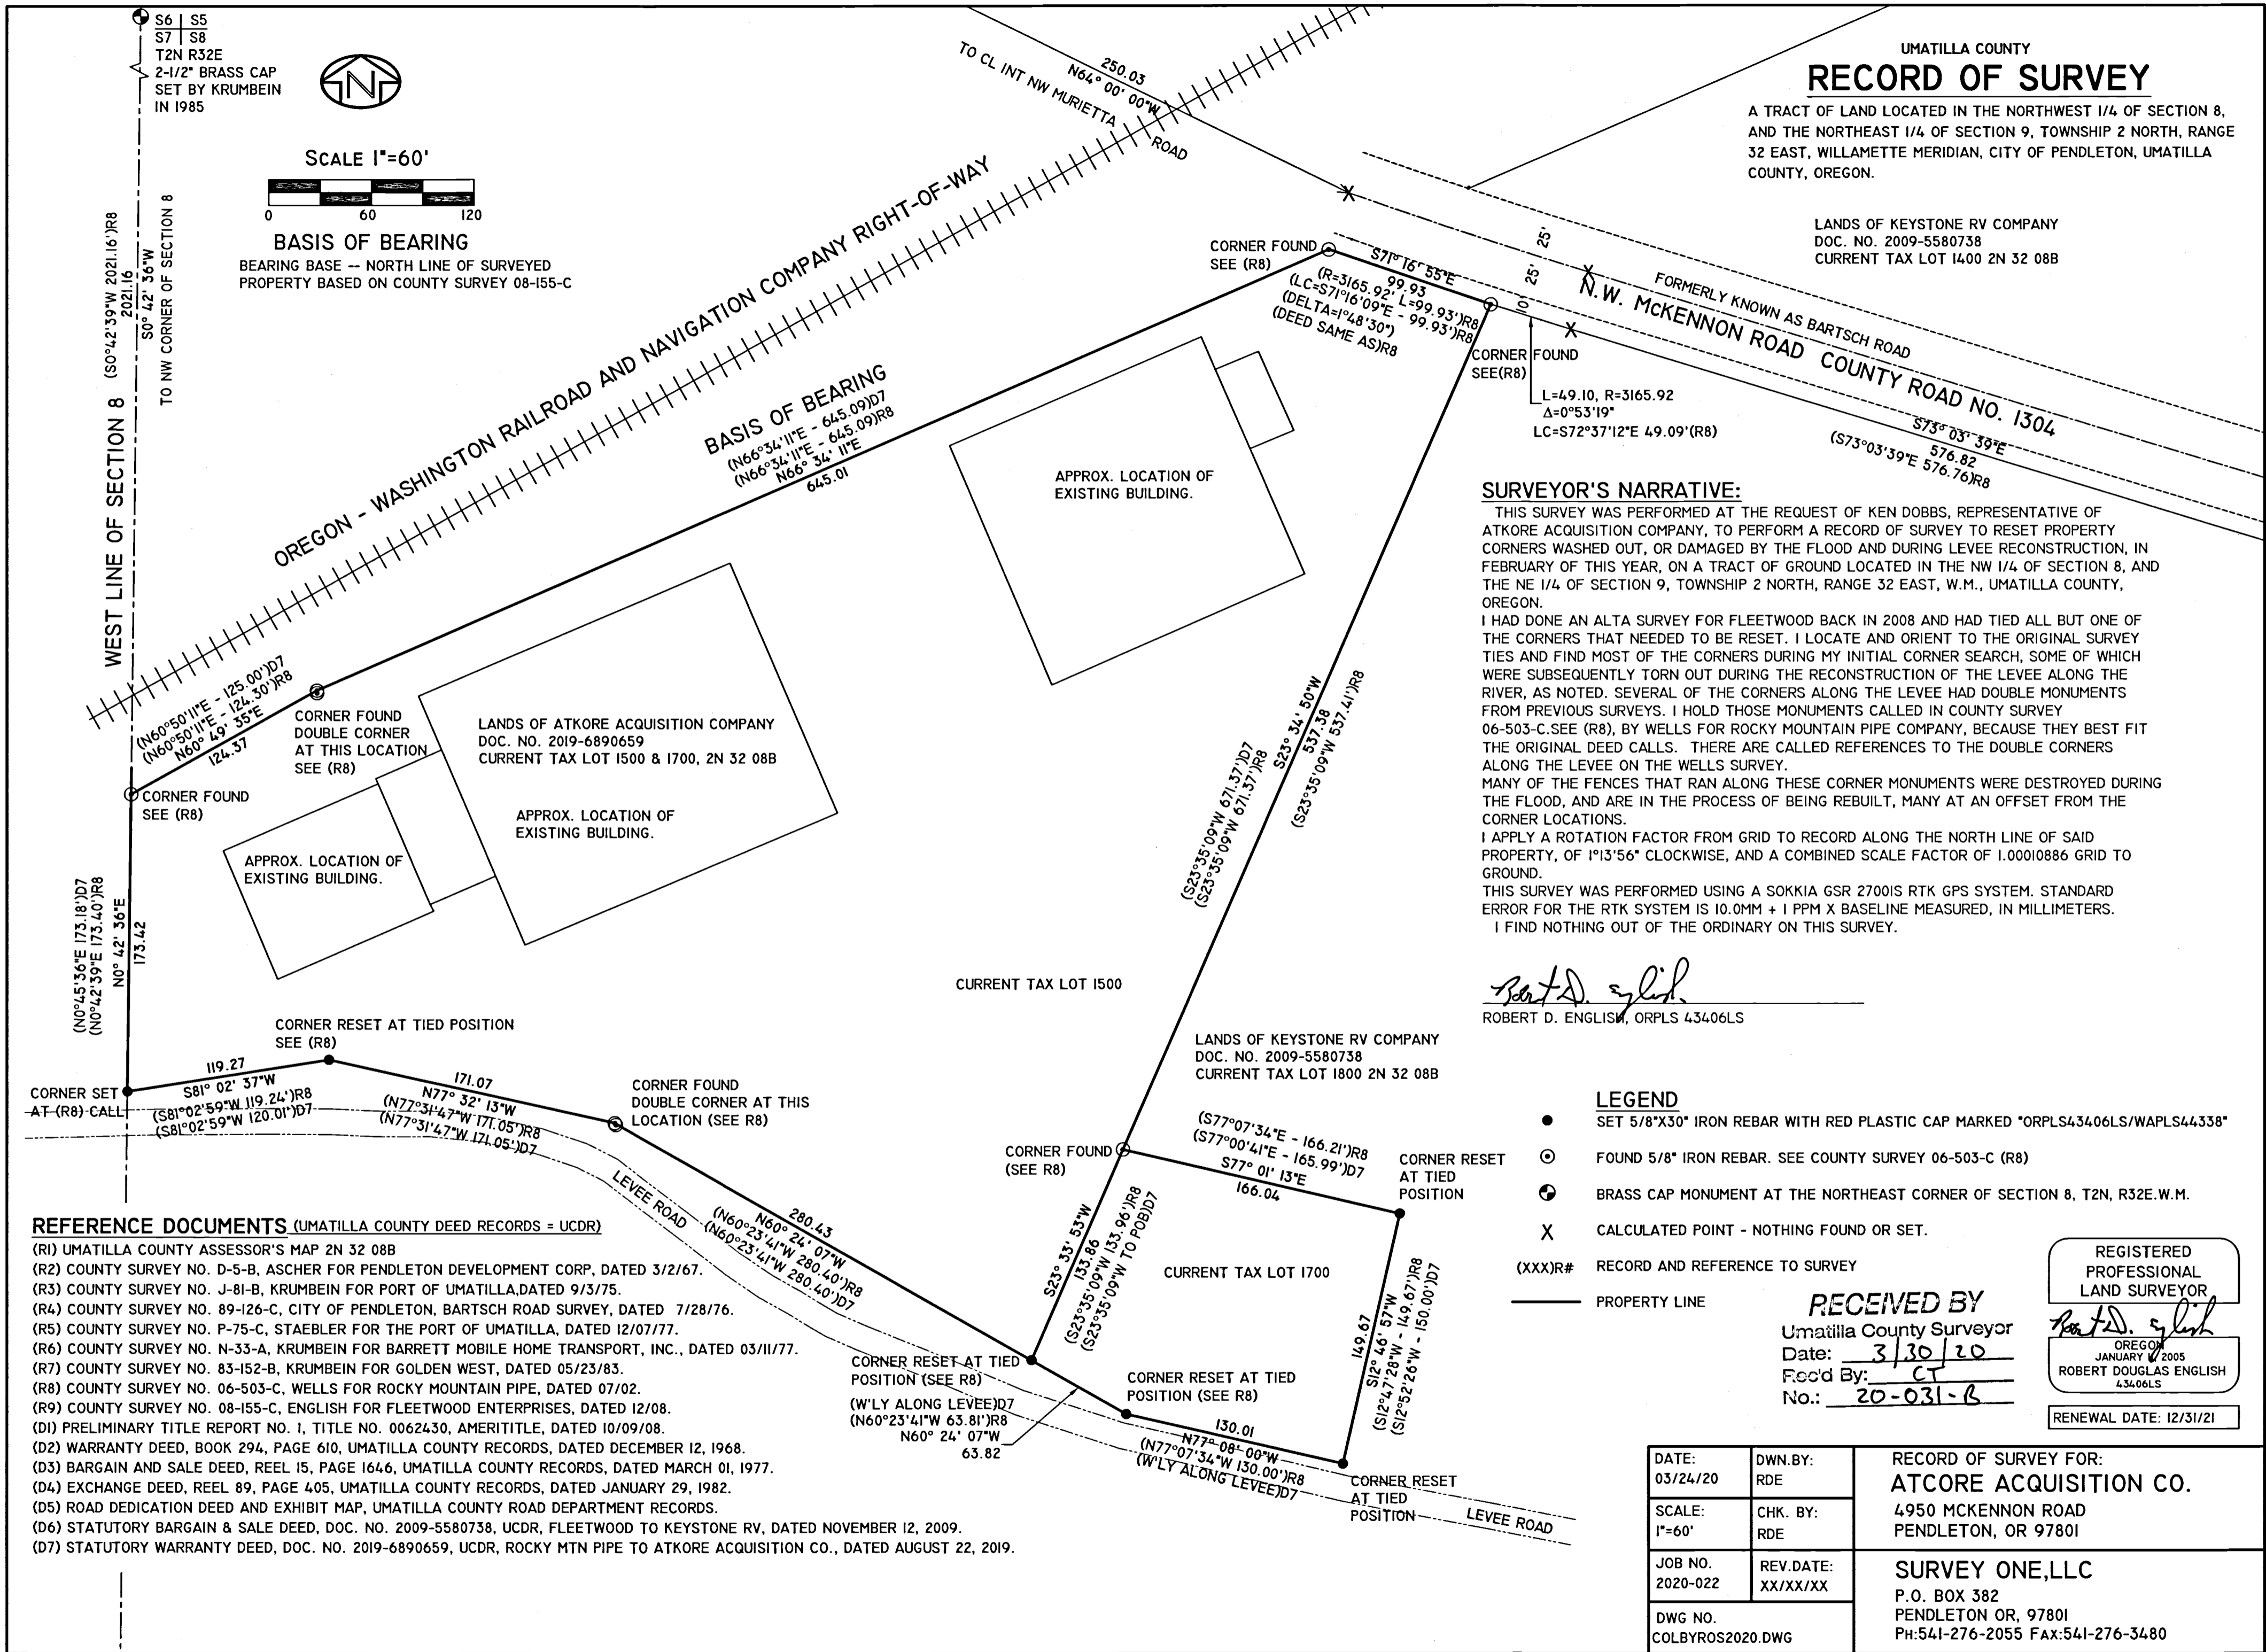 S6 | S5
S7 | S8
T2N R32E
2-1/2" BRASS CAP
SET BY KRUMBEIN
IN 1985
N
SCALE 1"=60'
0 60 120
BASIS OF BEARING
BEARING BASE -- NORTH LINE OF SURVEYED
PROPERTY BASED ON COUNTY SURVEY 08-155-C
WEST LINE OF SECTION 8
(S0°42'39"W 2021.16')R8
2021.16
S0° 42' 36"W
TO NW CORNER OF SECTION 8
OREGON - WASHINGTON RAILROAD AND NAVIGATION COMPANY RIGHT-OF-WAY
250.03
N64° 00' 00"W
TO CL INT NW MURIETTA
ROAD
UMATILLA COUNTY
RECORD OF SURVEY
A TRACT OF LAND LOCATED IN THE NORTHWEST 1/4 OF SECTION 8,
AND THE NORTHEAST 1/4 OF SECTION 9, TOWNSHIP 2 NORTH, RANGE
32 EAST, WILLAMETTE MERIDIAN, CITY OF PENDLETON, UMATILLA
COUNTY, OREGON.
LANDS OF KEYSTONE RV COMPANY
DOC. NO. 2009-5580738
CURRENT TAX LOT 1400 2N 32 08B
CORNER FOUND
SEE (R8)
S71° 16' 55"E
99.93
(R=3165.92' L=99.93')R8
(LC=S71°16'09"E - 99.93')R8
(DELTA=1°48'30")
(DEED SAME AS)R8
25'
25'
10'
FORMERLY KNOWN AS BARTSCH ROAD
N.W. McKENNON ROAD COUNTY ROAD NO. 1304
CORNER FOUND
SEE(R8)
L=49.10, R=3165.92
Δ=0°53'19"
LC=S72°37'12"E 49.09'(R8)
S73° 03' 39"E
576.82
(S73°03'39"E 576.76)R8
BASIS OF BEARING
(N66°34'11"E - 645.09)D7
(N66°34'11"E - 645.09)R8
N66° 34' 11"E
645.01
APPROX. LOCATION OF
EXISTING BUILDING.
(N60°50'11"E - 125.00')D7
(N60°50'11"E - 124.30')R8
N60° 49' 35"E
124.37
CORNER FOUND
DOUBLE CORNER
AT THIS LOCATION
SEE (R8)
CORNER FOUND
SEE (R8)
LANDS OF ATKORE ACQUISITION COMPANY
DOC. NO. 2019-6890659
CURRENT TAX LOT 1500 & 1700, 2N 32 08B
APPROX. LOCATION OF
EXISTING BUILDING.
APPROX. LOCATION OF
EXISTING BUILDING.
(N0°45'36"E 173.18')D7
(N0°42'39"E 173.40')R8
N0° 42' 36"E
173.42
S23° 34' 50"W
537.38
(S23°35'09"W 537.41')R8
(S23°35'09"W 671.37')D7
(S23°35'09"W 671.37')R8
SURVEYOR'S NARRATIVE:
THIS SURVEY WAS PERFORMED AT THE REQUEST OF KEN DOBBS, REPRESENTATIVE OF
ATKORE ACQUISITION COMPANY, TO PERFORM A RECORD OF SURVEY TO RESET PROPERTY
CORNERS WASHED OUT, OR DAMAGED BY THE FLOOD AND DURING LEVEE RECONSTRUCTION, IN
FEBRUARY OF THIS YEAR, ON A TRACT OF GROUND LOCATED IN THE NW 1/4 OF SECTION 8, AND
THE NE 1/4 OF SECTION 9, TOWNSHIP 2 NORTH, RANGE 32 EAST, W.M., UMATILLA COUNTY,
OREGON.
I HAD DONE AN ALTA SURVEY FOR FLEETWOOD BACK IN 2008 AND HAD TIED ALL BUT ONE OF
THE CORNERS THAT NEEDED TO BE RESET. I LOCATE AND ORIENT TO THE ORIGINAL SURVEY
TIES AND FIND MOST OF THE CORNERS DURING MY INITIAL CORNER SEARCH, SOME OF WHICH
WERE SUBSEQUENTLY TORN OUT DURING THE RECONSTRUCTION OF THE LEVEE ALONG THE
RIVER, AS NOTED. SEVERAL OF THE CORNERS ALONG THE LEVEE HAD DOUBLE MONUMENTS
FROM PREVIOUS SURVEYS. I HOLD THOSE MONUMENTS CALLED IN COUNTY SURVEY
06-503-C.SEE (R8), BY WELLS FOR ROCKY MOUNTAIN PIPE COMPANY, BECAUSE THEY BEST FIT
THE ORIGINAL DEED CALLS. THERE ARE CALLED REFERENCES TO THE DOUBLE CORNERS
ALONG THE LEVEE ON THE WELLS SURVEY.
MANY OF THE FENCES THAT RAN ALONG THESE CORNER MONUMENTS WERE DESTROYED DURING
THE FLOOD, AND ARE IN THE PROCESS OF BEING REBUILT, MANY AT AN OFFSET FROM THE
CORNER LOCATIONS.
I APPLY A ROTATION FACTOR FROM GRID TO RECORD ALONG THE NORTH LINE OF SAID
PROPERTY, OF 1°13'56" CLOCKWISE, AND A COMBINED SCALE FACTOR OF 1.00010886 GRID TO
GROUND.
THIS SURVEY WAS PERFORMED USING A SOKKIA GSR 2700IS RTK GPS SYSTEM. STANDARD
ERROR FOR THE RTK SYSTEM IS 10.0MM + 1 PPM X BASELINE MEASURED, IN MILLIMETERS.
I FIND NOTHING OUT OF THE ORDINARY ON THIS SURVEY.
Robert D. English
ROBERT D. ENGLISH, ORPLS 43406LS
CURRENT TAX LOT 1500
LANDS OF KEYSTONE RV COMPANY
DOC. NO. 2009-5580738
CURRENT TAX LOT 1800 2N 32 08B
CORNER RESET AT TIED POSITION
SEE (R8)
CORNER SET
AT (R8) CALL
119.27
S81° 02' 37"W
(S81°02'59"W 119.24')R8
(S81°02'59"W 120.01')D7
171.07
N77° 32' 13"W
(N77°31'47"W 171.05')R8
(N77°31'47"W 171.05')D7
CORNER FOUND
DOUBLE CORNER AT THIS
LOCATION (SEE R8)
LEVEE ROAD
280.43
N60° 24' 07"W
(N60°23'41"W 280.40')R8
(N60°23'41"W 280.40')D7
CORNER FOUND
(SEE R8)
(S77°07'34"E - 166.21')R8
(S77°00'41"E - 165.99')D7
S77° 01' 13"E
166.04
CORNER RESET
AT TIED
POSITION
S23° 33' 53"W
133.86
(S23°35'09"W 133.96')R8
(S23°35'09"W TO POB)D7
CURRENT TAX LOT 1700
149.67
S12° 46' 57"W
(S12°47'28"W - 149.67')R8
(S12°52'26"W - 150.00')D7
CORNER RESET AT TIED
POSITION (SEE R8)
(W'LY ALONG LEVEE)D7
(N60°23'41"W 63.81')R8
N60° 24' 07"W
63.82
CORNER RESET AT TIED
POSITION (SEE R8)
130.01
N77° 08' 00"W
(N77°07'34"W 130.00')R8
(W'LY ALONG LEVEE)D7
CORNER RESET
AT TIED
POSITION
LEVEE ROAD
LEGEND
SET 5/8"X30" IRON REBAR WITH RED PLASTIC CAP MARKED "ORPLS43406LS/WAPLS44338"
FOUND 5/8" IRON REBAR. SEE COUNTY SURVEY 06-503-C (R8)
BRASS CAP MONUMENT AT THE NORTHEAST CORNER OF SECTION 8, T2N, R32E.W.M.
X CALCULATED POINT - NOTHING FOUND OR SET.
(XXX)R# RECORD AND REFERENCE TO SURVEY
PROPERTY LINE
REFERENCE DOCUMENTS (UMATILLA COUNTY DEED RECORDS = UCDR)
(R1) UMATILLA COUNTY ASSESSOR'S MAP 2N 32 08B
(R2) COUNTY SURVEY NO. D-5-B, ASCHER FOR PENDLETON DEVELOPMENT CORP, DATED 3/2/67.
(R3) COUNTY SURVEY NO. J-81-B, KRUMBEIN FOR PORT OF UMATILLA,DATED 9/3/75.
(R4) COUNTY SURVEY NO. 89-126-C, CITY OF PENDLETON, BARTSCH ROAD SURVEY, DATED 7/28/76.
(R5) COUNTY SURVEY NO. P-75-C, STAEBLER FOR THE PORT OF UMATILLA, DATED 12/07/77.
(R6) COUNTY SURVEY NO. N-33-A, KRUMBEIN FOR BARRETT MOBILE HOME TRANSPORT, INC., DATED 03/11/77.
(R7) COUNTY SURVEY NO. 83-152-B, KRUMBEIN FOR GOLDEN WEST, DATED 05/23/83.
(R8) COUNTY SURVEY NO. 06-503-C, WELLS FOR ROCKY MOUNTAIN PIPE, DATED 07/02.
(R9) COUNTY SURVEY NO. 08-155-C, ENGLISH FOR FLEETWOOD ENTERPRISES, DATED 12/08.
(D1) PRELIMINARY TITLE REPORT NO. 1, TITLE NO. 0062430, AMERITITLE, DATED 10/09/08.
(D2) WARRANTY DEED, BOOK 294, PAGE 610, UMATILLA COUNTY RECORDS, DATED DECEMBER 12, 1968.
(D3) BARGAIN AND SALE DEED, REEL 15, PAGE 1646, UMATILLA COUNTY RECORDS, DATED MARCH 01, 1977.
(D4) EXCHANGE DEED, REEL 89, PAGE 405, UMATILLA COUNTY RECORDS, DATED JANUARY 29, 1982.
(D5) ROAD DEDICATION DEED AND EXHIBIT MAP, UMATILLA COUNTY ROAD DEPARTMENT RECORDS.
(D6) STATUTORY BARGAIN & SALE DEED, DOC. NO. 2009-5580738, UCDR, FLEETWOOD TO KEYSTONE RV, DATED NOVEMBER 12, 2009.
(D7) STATUTORY WARRANTY DEED, DOC. NO. 2019-6890659, UCDR, ROCKY MTN PIPE TO ATKORE ACQUISITION CO., DATED AUGUST 22, 2019.
RECEIVED BY
Umatilla County Surveyor
Date: 3/30/20
Rec'd By: CT
No.: 20-031-B
REGISTERED
PROFESSIONAL
LAND SURVEYOR
Robert D. English
OREGON
JANUARY 2005
ROBERT DOUGLAS ENGLISH
43406LS
RENEWAL DATE: 12/31/21
DATE:
03/24/20
DWN.BY:
RDE
SCALE:
1"=60'
CHK. BY:
RDE
JOB NO.
2020-022
REV.DATE:
XX/XX/XX
DWG NO.
COLBYROS2020.DWG
RECORD OF SURVEY FOR:
ATCORE ACQUISITION CO.
4950 MCKENNON ROAD
PENDLETON, OR 97801
SURVEY ONE,LLC
P.O. BOX 382
PENDLETON OR, 97801
PH:541-276-2055 FAX:541-276-3480